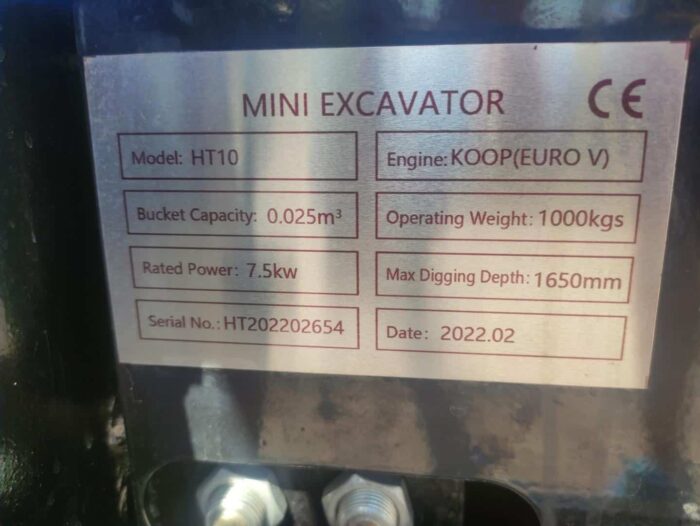 MINI EXCAVATOR CE
Model: HT10
Engine: KOOP(EURO V)
Bucket Capacity: 0.025m³
Operating Weight: 1000kgs
Rated Power: 7.5kw
Max Digging Depth: 1650mm
Serial No.: HT202202654
Date: 2022.02